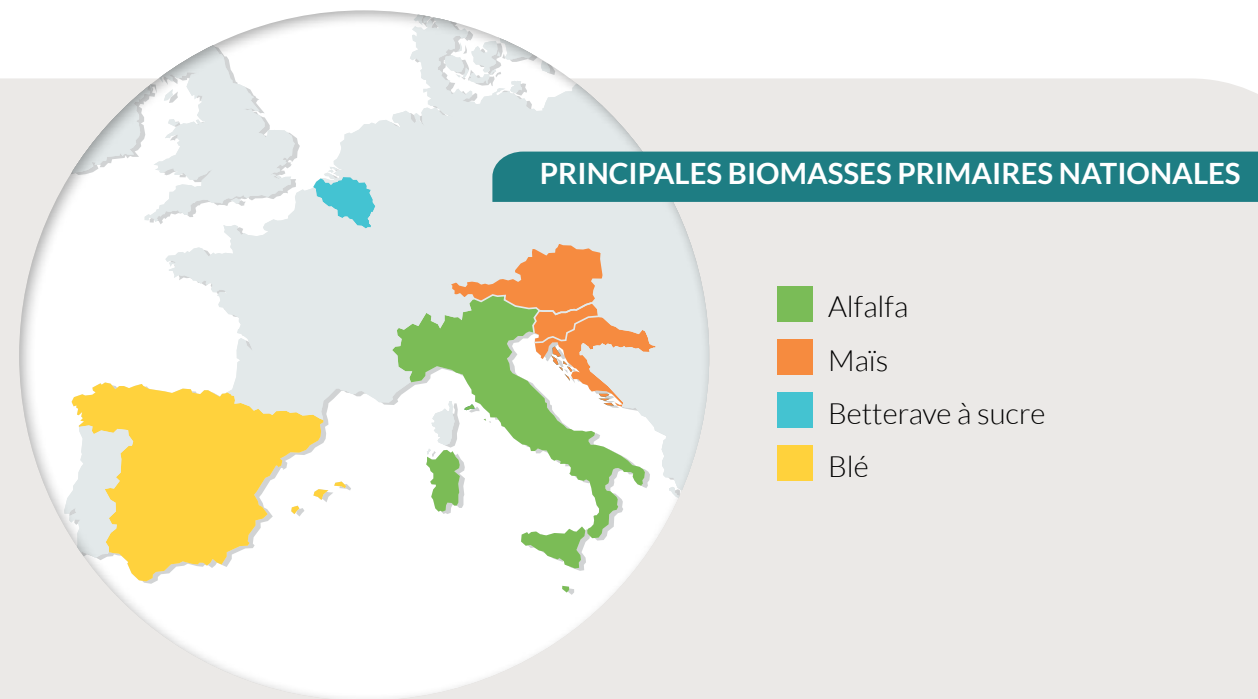 PRINCIPALES BIOMASSES PRIMAIRES NATIONALES
Alfalfa
Maïs
Betterave à sucre
Blé